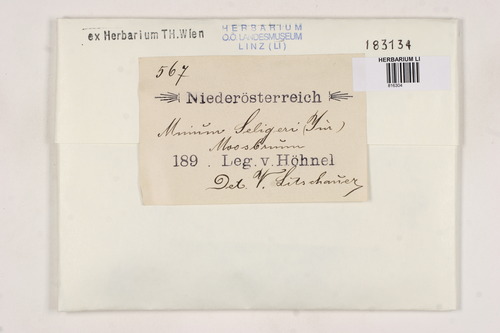 ex Herbarium TH.Wien
HERBARIUM
O.Ö. LANDESMUSEUM
LINZ (LI)
183134
HERBARIUM LI
818304
567
Niederösterreich
Mnium Seligeri (Jur)
Moosbrunn
189 . Leg. v. Höhnel
Det. V. Litschauer